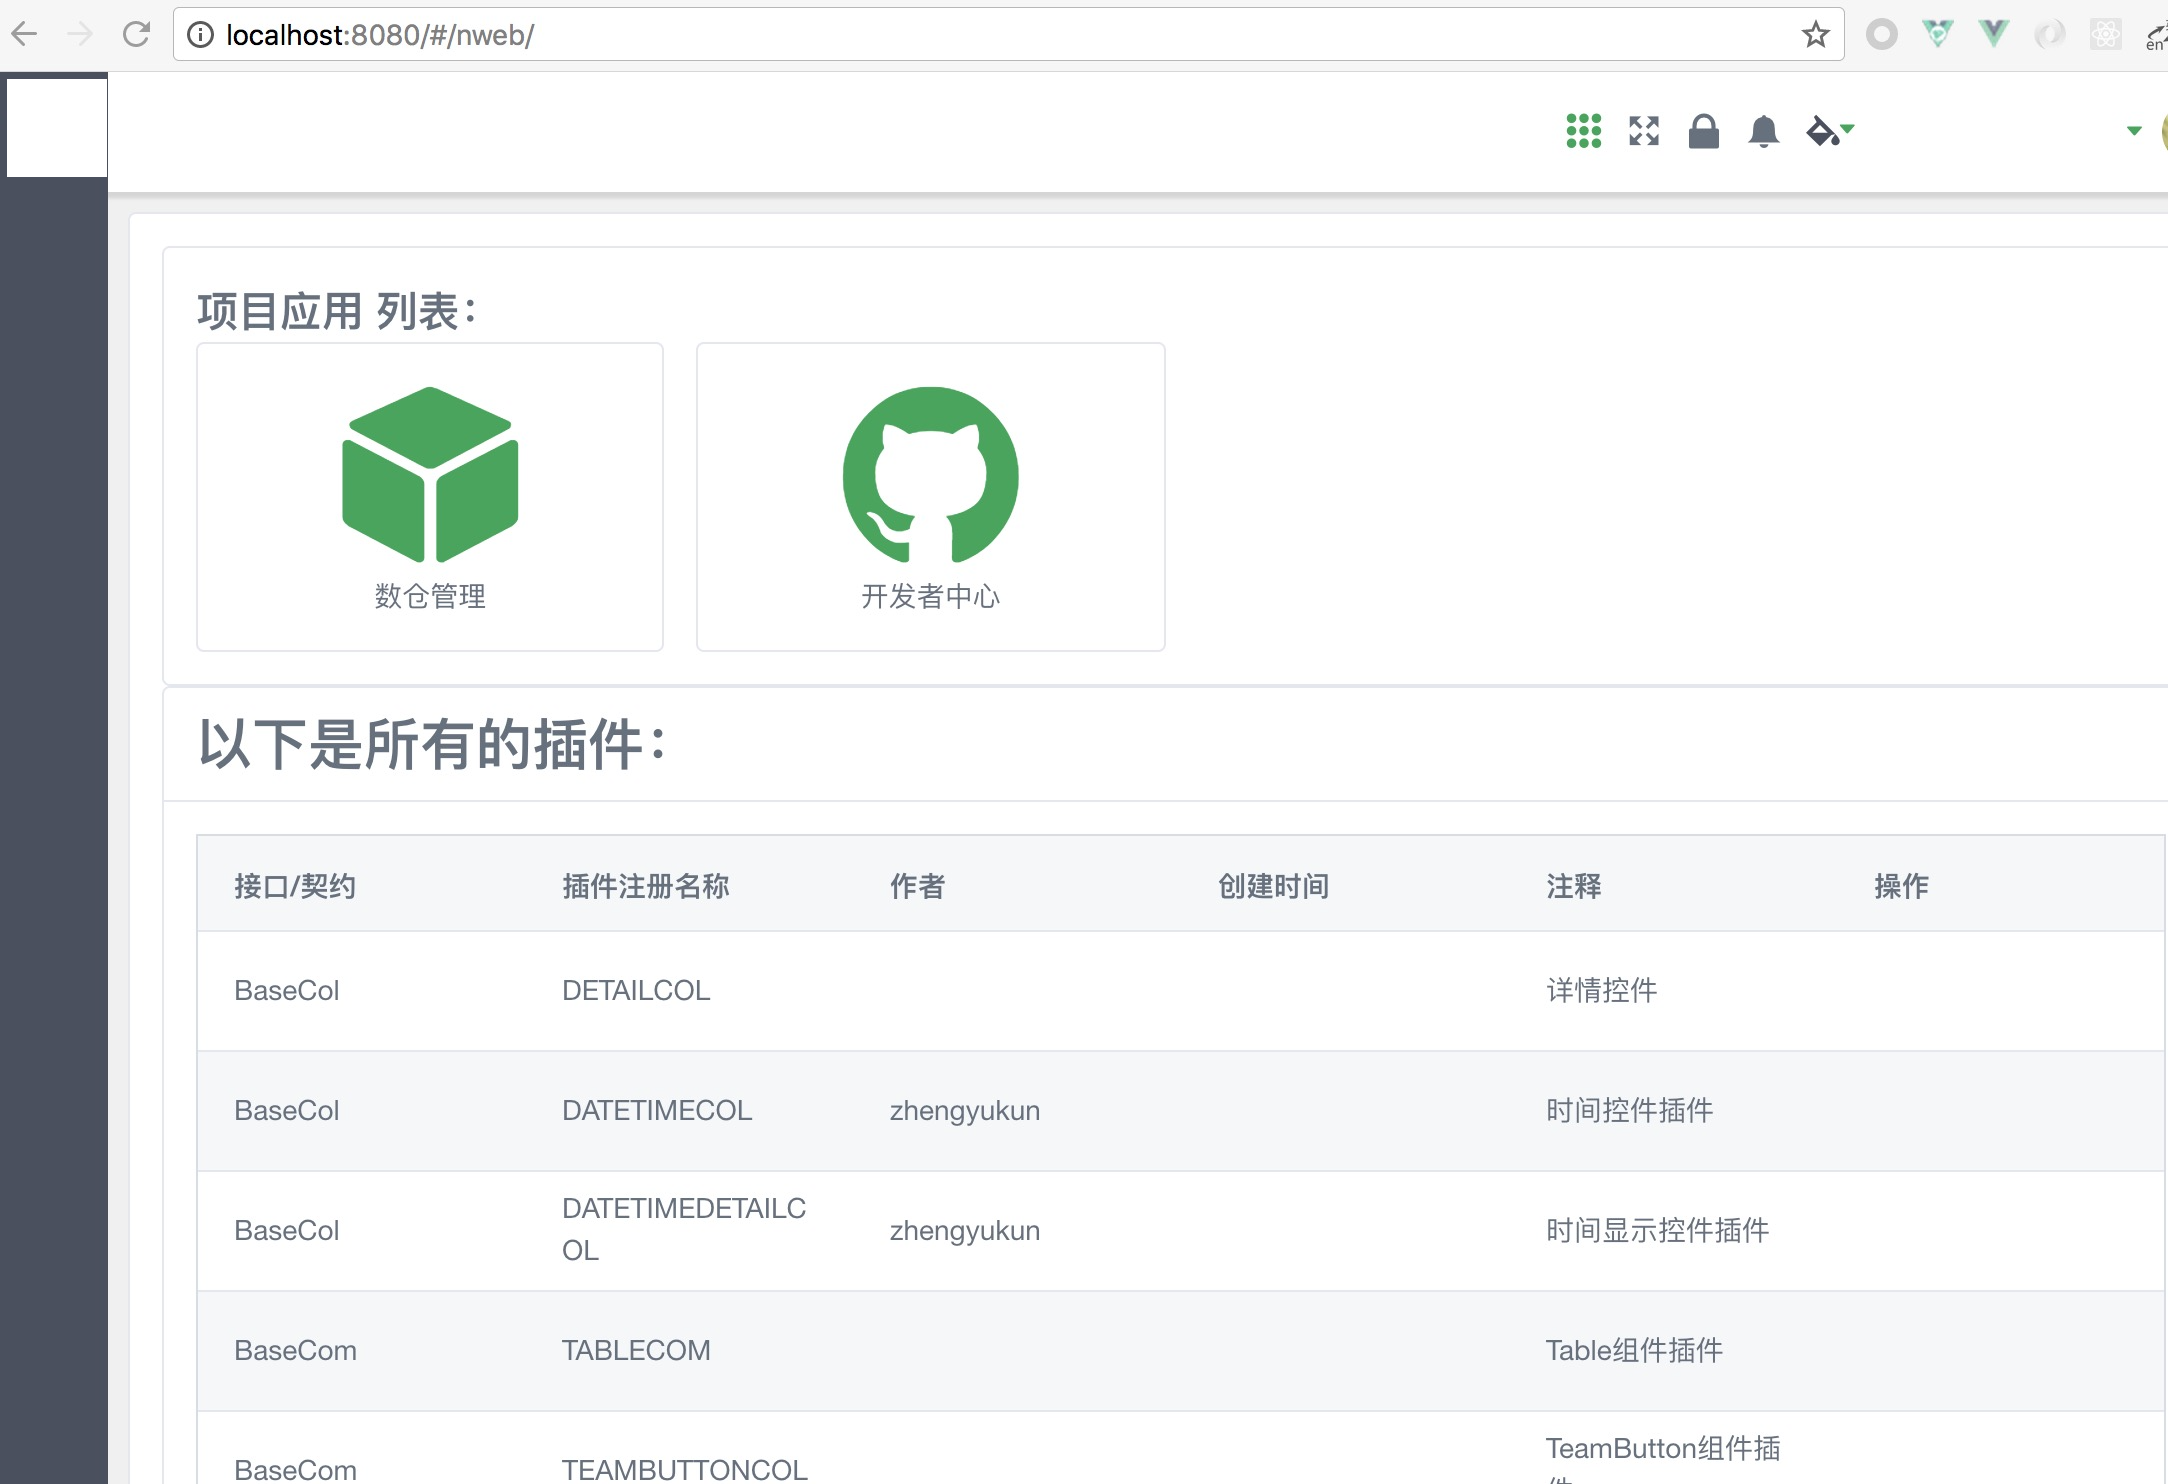 localhost:8080/#/nweb/
en
项目应用 列表：
数仓管理
开发者中心
以下是所有的插件：
接口/契约 插件注册名称 作者 创建时间 注释 操作
BaseCol DETAILCOL 详情控件
BaseCol DATETIMECOL zhengyukun 时间控件插件
BaseCol DATETIMEDETAILC
OL zhengyukun 时间显示控件插件
BaseCom TABLECOM Table组件插件
BaseCom TEAMBUTTONCOL TeamButton组件插